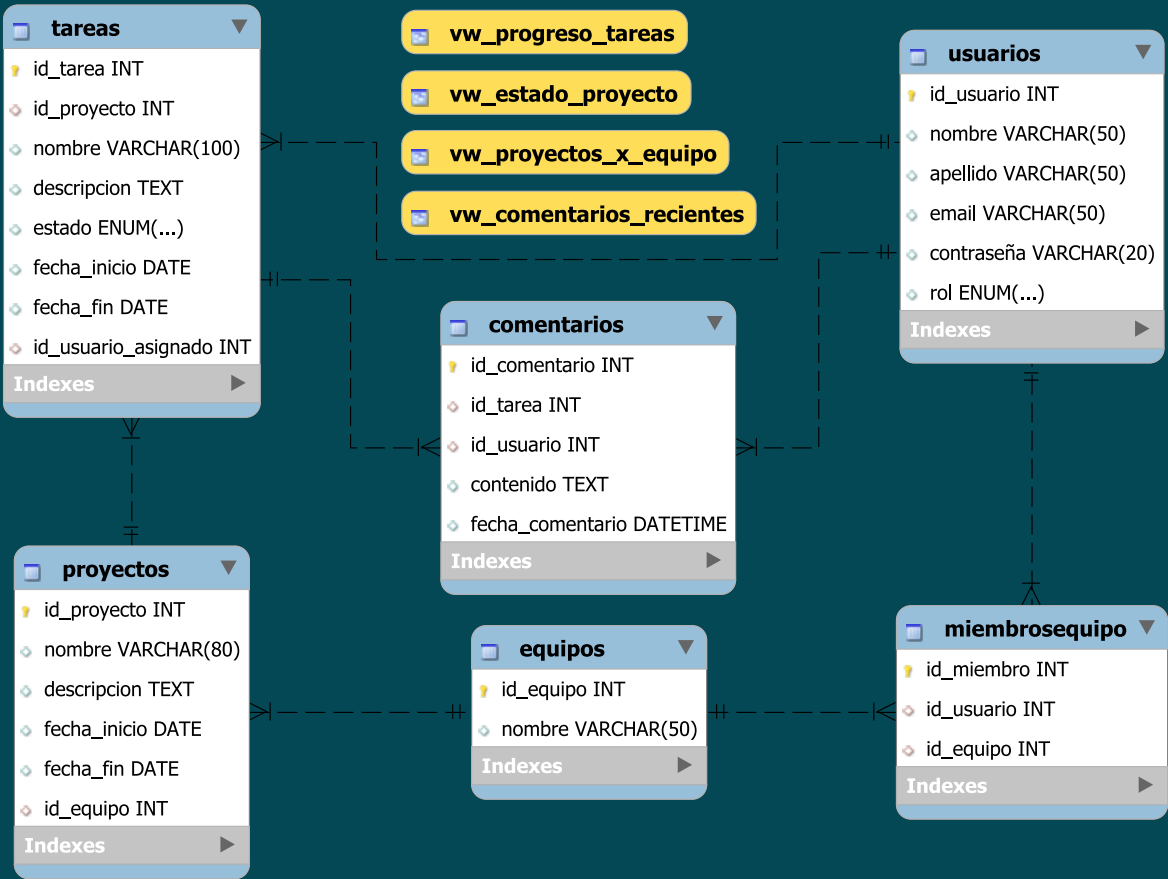 tareas
id_tarea INT
id_proyecto INT
nombre VARCHAR(100)
descripcion TEXT
estado ENUM(...)
fecha_inicio DATE
fecha_fin DATE
id_usuario_asignado INT
Indexes
vw_progreso_tareas
vw_estado_proyecto
vw_proyectos_x_equipo
vw_comentarios_recientes
usuarios
id_usuario INT
nombre VARCHAR(50)
apellido VARCHAR(50)
email VARCHAR(50)
contraseña VARCHAR(20)
rol ENUM(...)
Indexes
comentarios
id_comentario INT
id_tarea INT
id_usuario INT
contenido TEXT
fecha_comentario DATETIME
Indexes
proyectos
id_proyecto INT
nombre VARCHAR(80)
descripcion TEXT
fecha_inicio DATE
fecha_fin DATE
id_equipo INT
Indexes
equipos
id_equipo INT
nombre VARCHAR(50)
Indexes
miembrosequipo
id_miembro INT
id_usuario INT
id_equipo INT
Indexes